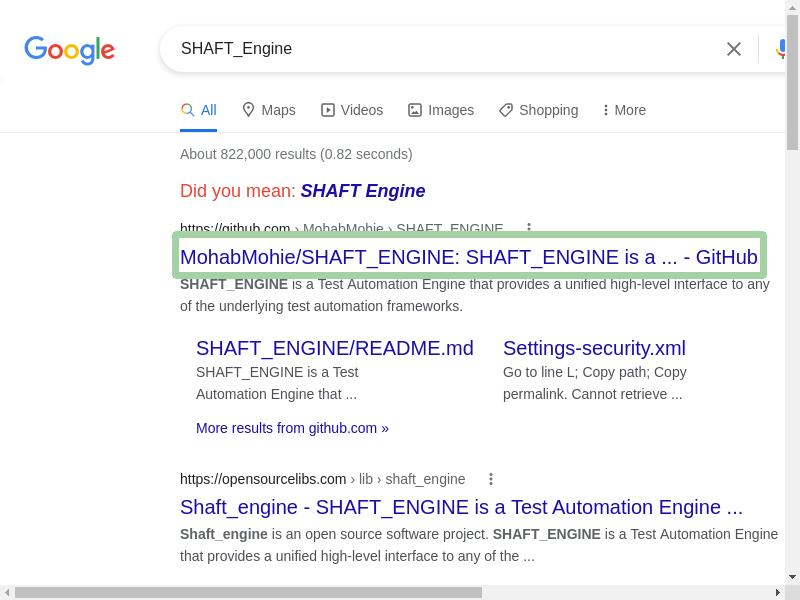 Google
SHAFT_Engine
All Maps Videos Images Shopping More
About 822,000 results (0.82 seconds)
Did you mean: SHAFT Engine
https://github.com › MohabMohie › SHAFT_ENGINE
MohabMohie/SHAFT_ENGINE: SHAFT_ENGINE is a ... - GitHub
SHAFT_ENGINE is a Test Automation Engine that provides a unified high-level interface to any
of the underlying test automation frameworks.
SHAFT_ENGINE/README.md
SHAFT_ENGINE is a Test
Automation Engine that ...
Settings-security.xml
Go to line L; Copy path; Copy
permalink. Cannot retrieve ...
More results from github.com »
https://opensourcelibs.com › lib › shaft_engine
Shaft_engine - SHAFT_ENGINE is a Test Automation Engine ...
Shaft_engine is an open source software project. SHAFT_ENGINE is a Test Automation Engine
that provides a unified high-level interface to any of the ...